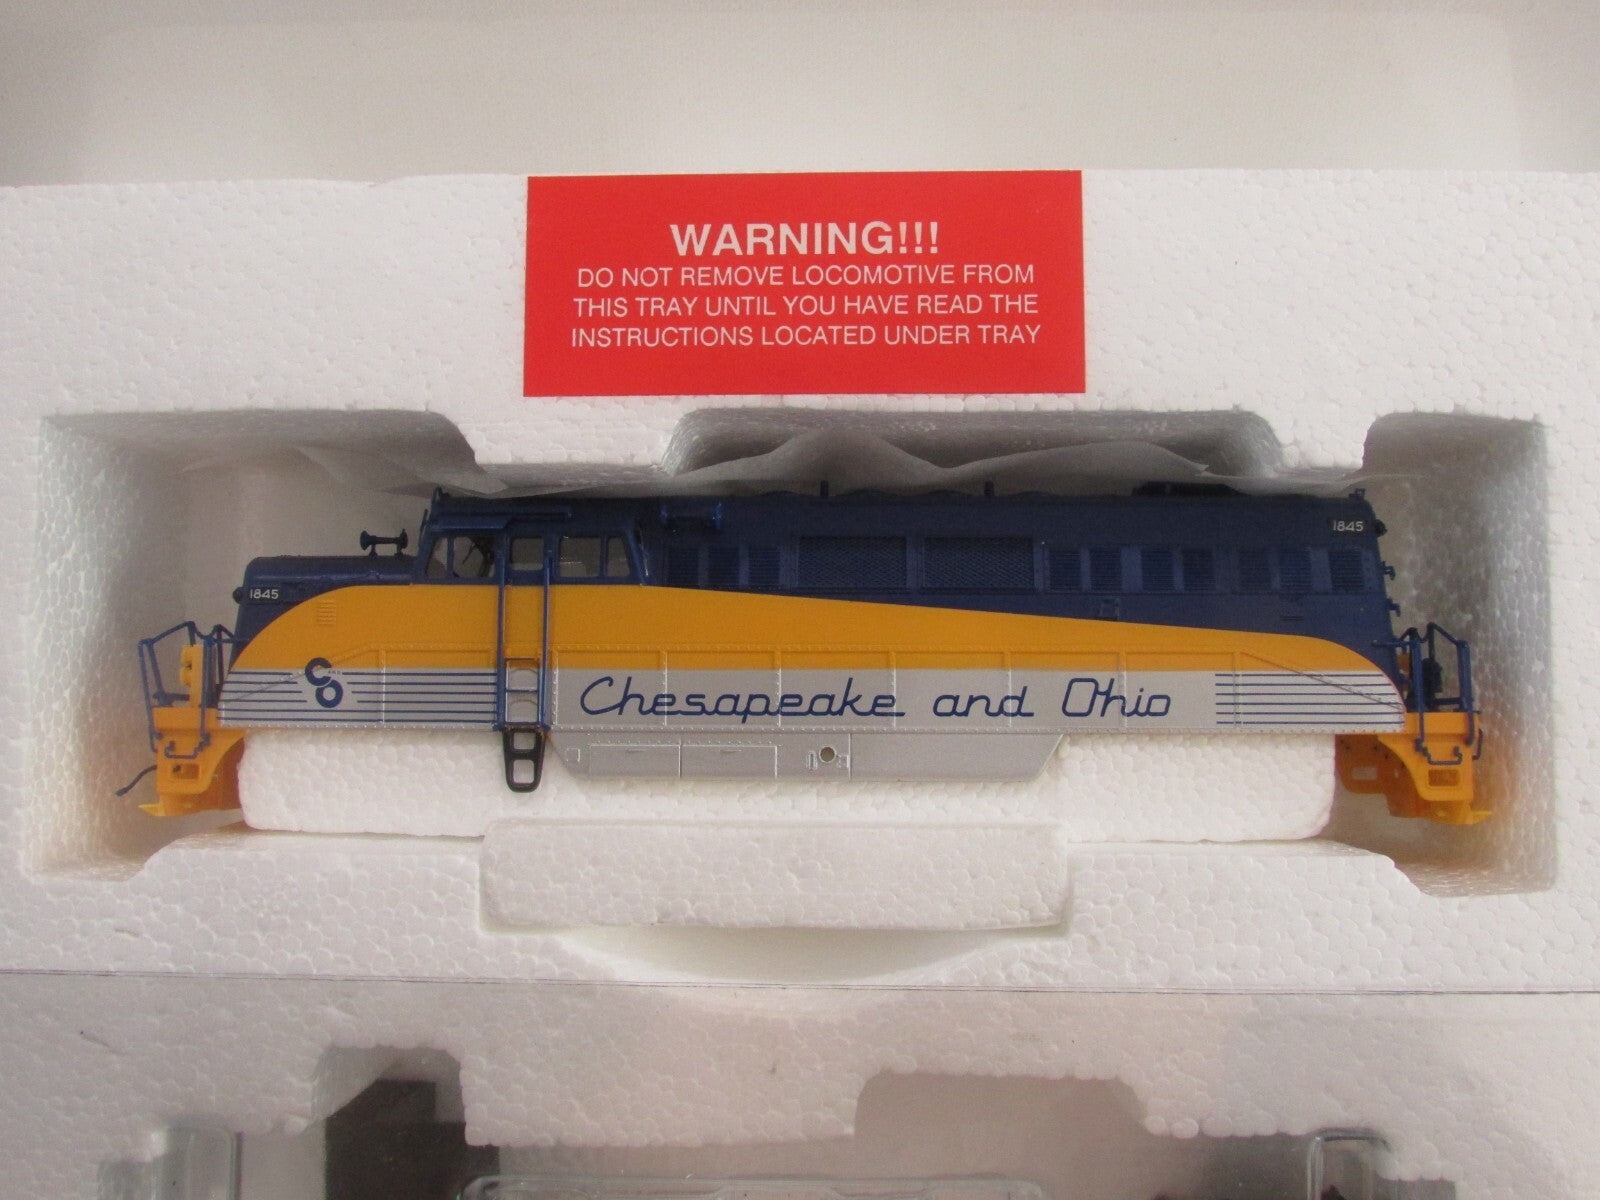 WARNING!!!
DO NOT REMOVE LOCOMOTIVE FROM
THIS TRAY UNTIL YOU HAVE READ THE
INSTRUCTIONS LOCATED UNDER TRAY
1845
1845
C AND O
Chesapeake and Ohio